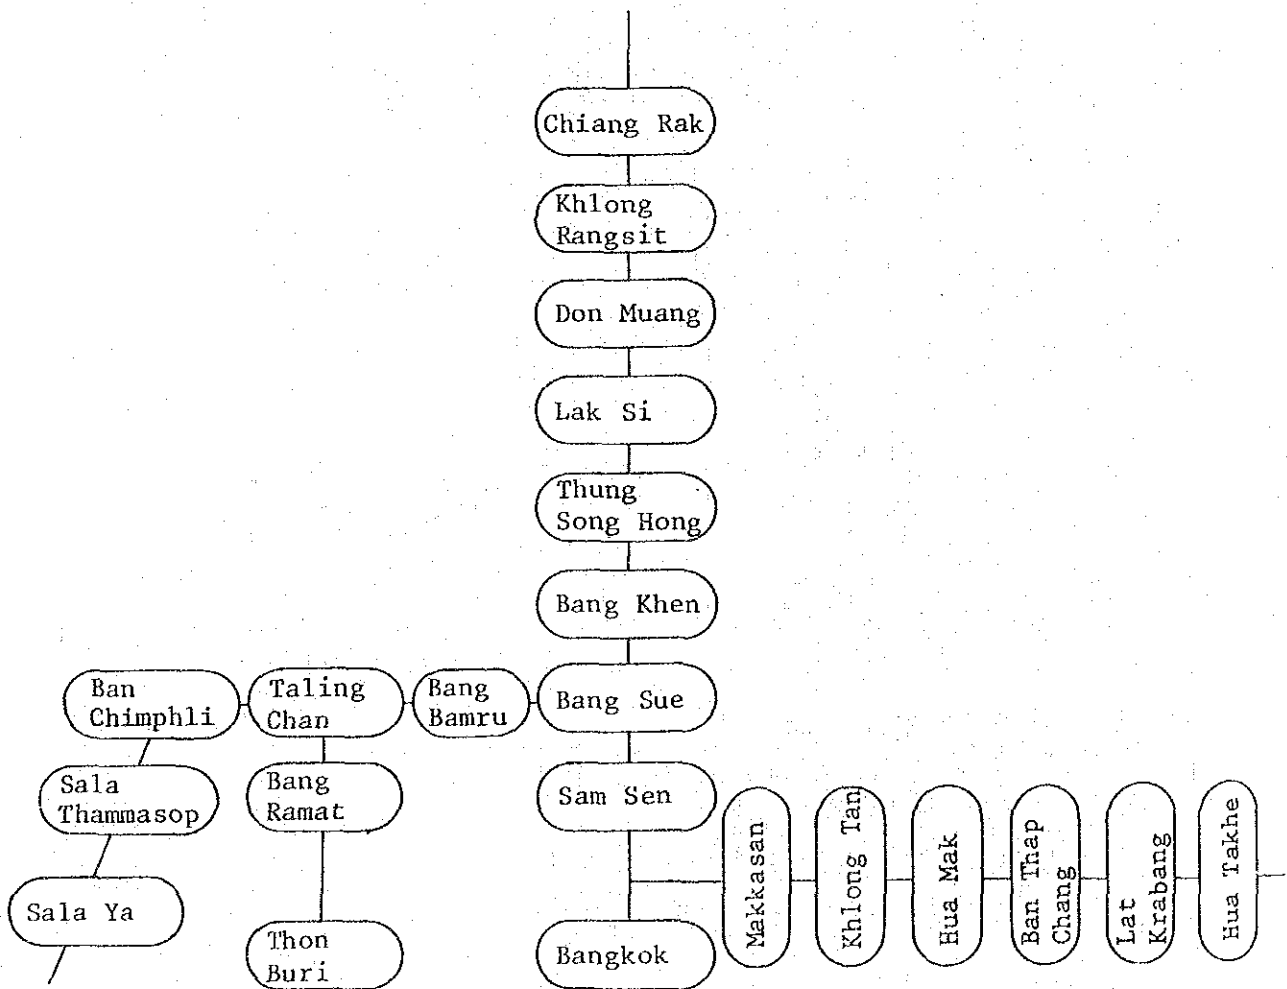 Chiang Rak
Khlong
Rangsit
Don Muang
Lak Si
Thung
Song Hong
Bang Khen
Ban
Chimphli
Taling
Chan
Bang
Bamru
Bang Sue
Sala
Thammasop
Bang
Ramat
Sam Sen
Makkasan
Khlong Tan
Hua Mak
Ban Thap
Chang
Lat
Krabang
Hua Takhe
Sala Ya
Thon
Buri
Bangkok